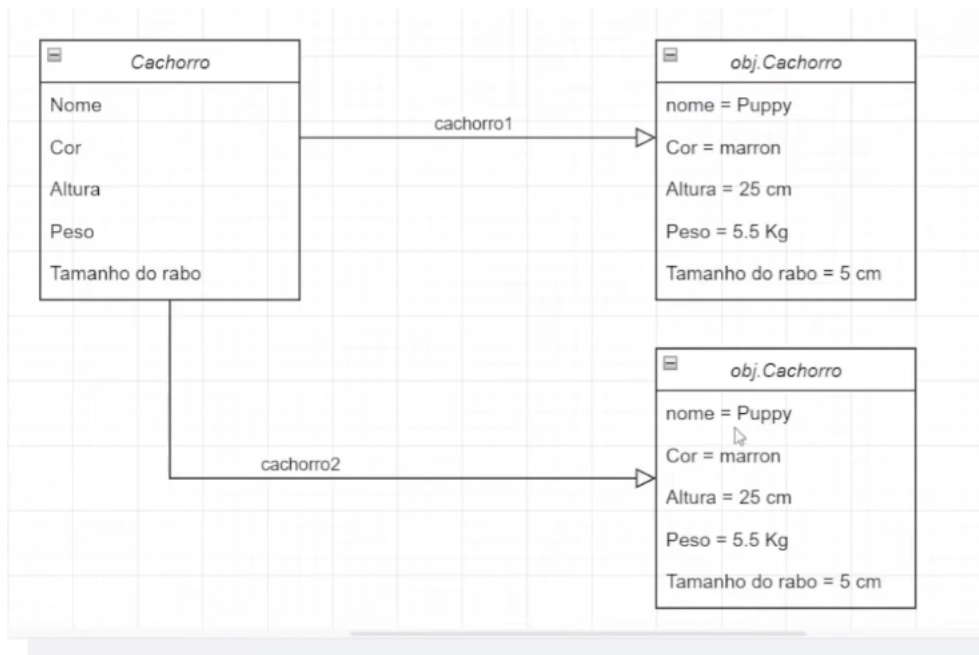 Cachorro
Nome
Cor
Altura
Peso
Tamanho do rabo
cachorro1
obj.Cachorro
nome = Puppy
Cor = marron
Altura = 25 cm
Peso = 5.5 Kg
Tamanho do rabo = 5 cm
cachorro2
obj.Cachorro
nome = Puppy
Cor = marron
Altura = 25 cm
Peso = 5.5 Kg
Tamanho do rabo = 5 cm